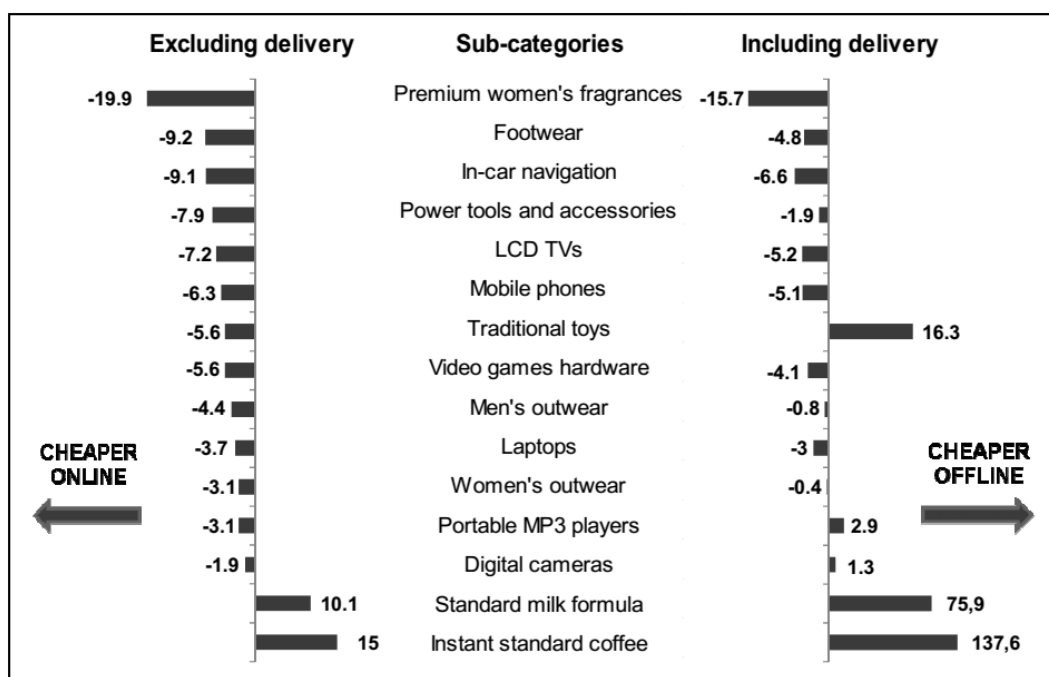 Excluding delivery Sub-categories Including delivery
-19.9 Premium women's fragrances -15.7
-9.2 Footwear -4.8
-9.1 In-car navigation -6.6
-7.9 Power tools and accessories -1.9
-7.2 LCD TVs -5.2
-6.3 Mobile phones -5.1
-5.6 Traditional toys 16.3
-5.6 Video games hardware -4.1
-4.4 Men's outwear -0.8
-3.7 Laptops -3
CHEAPER
ONLINE
CHEAPER
OFFLINE
-3.1 Women's outwear -0.4
-3.1 Portable MP3 players 2.9
-1.9 Digital cameras 1.3
10.1 Standard milk formula 75,9
15 Instant standard coffee 137,6